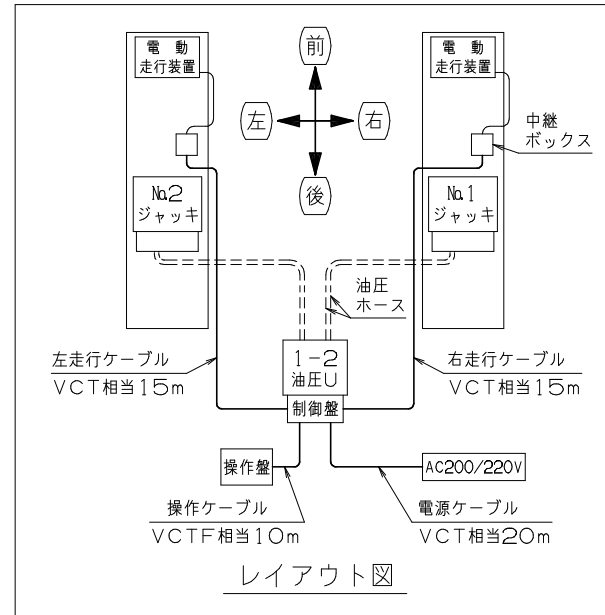 電動
走行装置
前
電動
走行装置
左
右
中継
ボックス
後
No.2
ジャッキ
No.1
ジャッキ
油圧
ホース
左走行ケーブル
VCT相当15m
1-2
油圧U
制御盤
右走行ケーブル
VCT相当15m
操作盤
AC200/220V
操作ケーブル
VCTF相当10m
電源ケーブル
VCT相当20m
レイアウト図